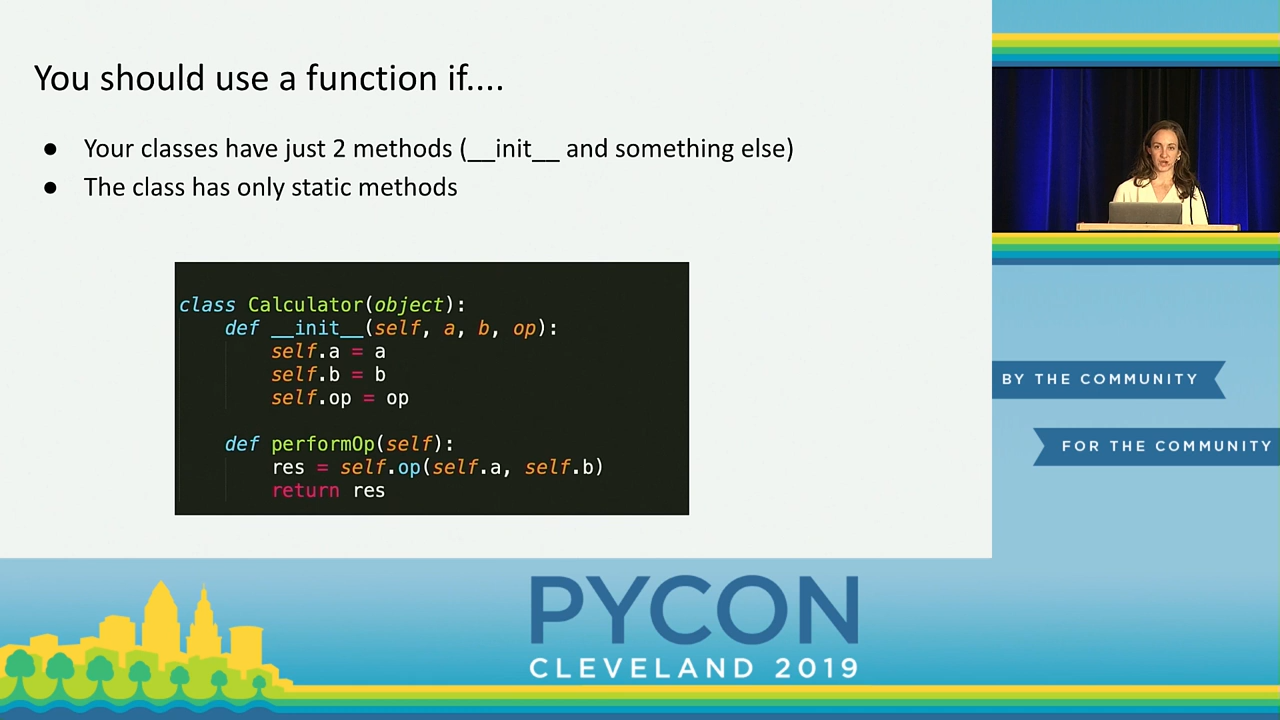 You should use a function if....
● Your classes have just 2 methods (__init__ and something else)
● The class has only static methods
class Calculator(object):
    def __init__(self, a, b, op):
        self.a = a
        self.b = b
        self.op = op
    def performOp(self):
        res = self.op(self.a, self.b)
        return res
BY THE COMMUNITY
FOR THE COMMUNITY
PYCON
CLEVELAND 2019